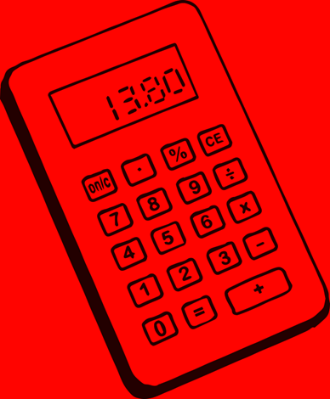 13.80
on/c · % CE
7 8 9 ÷
4 5 6 x
1 2 3 -
0 = +